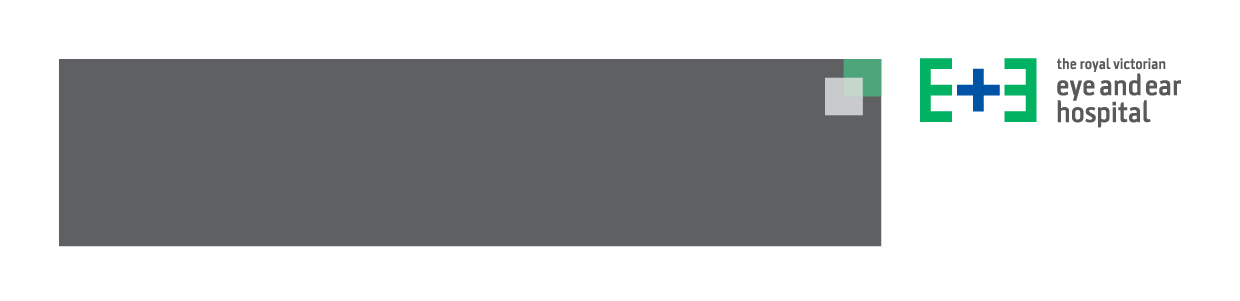 E+E
the royal victorian
eye and ear
hospital